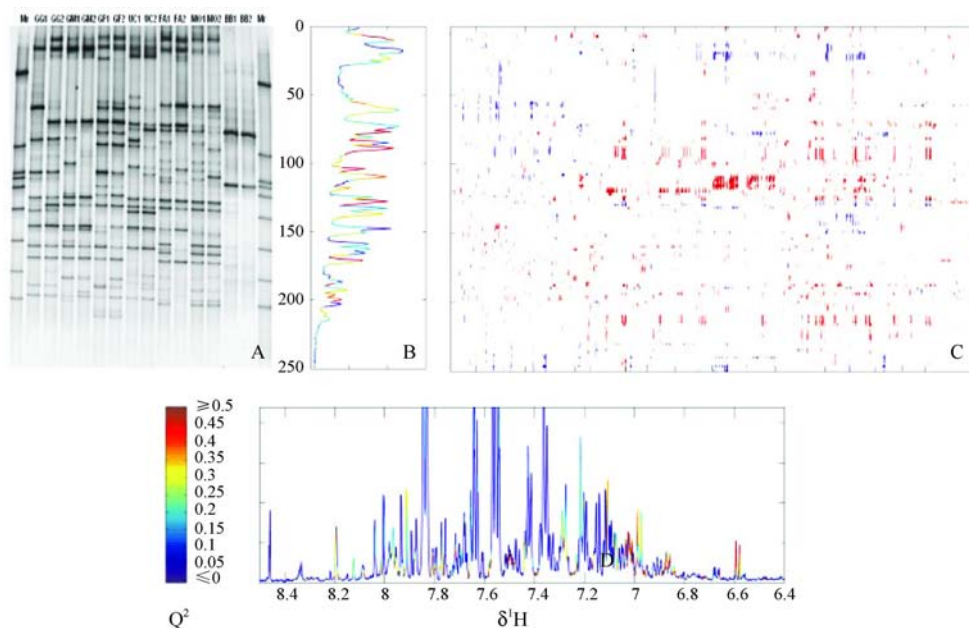 Mr GG1 GG2 GM1 GM2 GF1 GF2 UC1 UC2 FA1 FA2 MO1 MO2 BB1 BB2 Mr
0
50
100
150
200
250
A
B
C
≥0.5
0.45
0.4
0.35
0.3
0.25
0.2
0.15
0.1
0.05
≤0
Q²
D
8.4 8.2 8 7.8 7.6 7.4 7.2 7 6.8 6.6 6.4
δ¹H